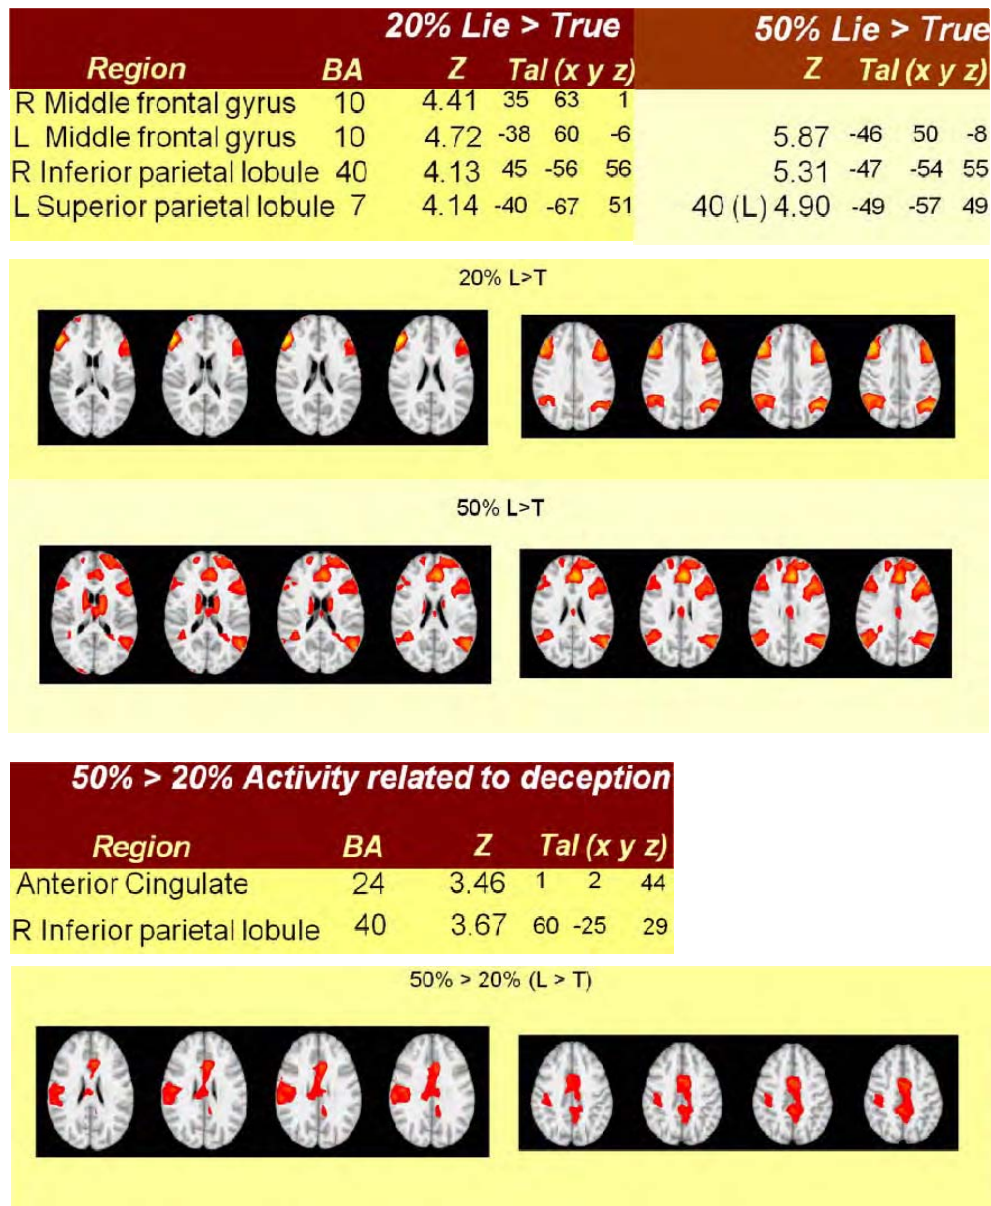 20% Lie > True 50% Lie > True
Region BA Z Tal (x y z) Z Tal (x y z)
R Middle frontal gyrus 10 4.41 35 63 1
L Middle frontal gyrus 10 4.72 -38 60 -6 5.87 -46 50 -8
R Inferior parietal lobule 40 4.13 45 -56 56 5.31 -47 -54 55
L Superior parietal lobule 7 4.14 -40 -67 51 40 (L) 4.90 -49 -57 49
20% L>T
50% L>T
50% > 20% Activity related to deception
Region BA Z Tal (x y z)
Anterior Cingulate 24 3.46 1 2 44
R Inferior parietal lobule 40 3.67 60 -25 29
50% > 20% (L > T)